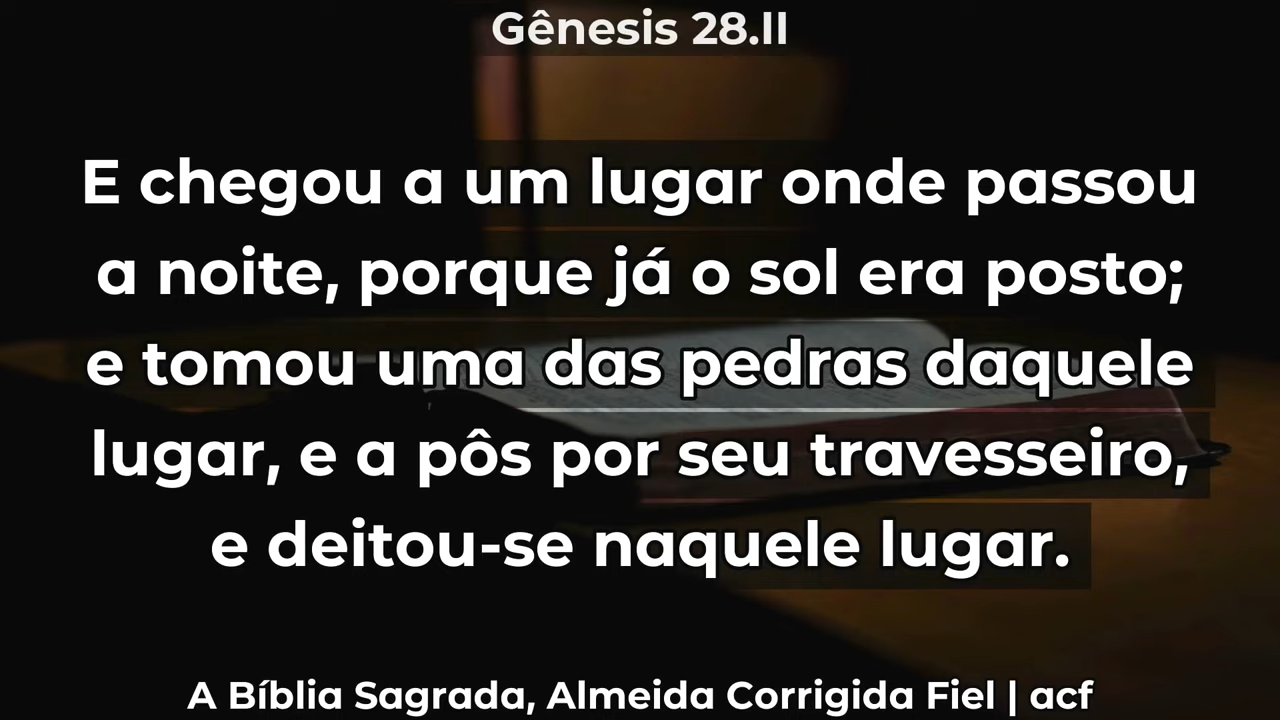 Gênesis 28.II
E chegou a um lugar onde passou
a noite, porque já o sol era posto;
e tomou uma das pedras daquele
lugar, e a pôs por seu travesseiro,
e deitou-se naquele lugar.
A Bíblia Sagrada, Almeida Corrigida Fiel | acf